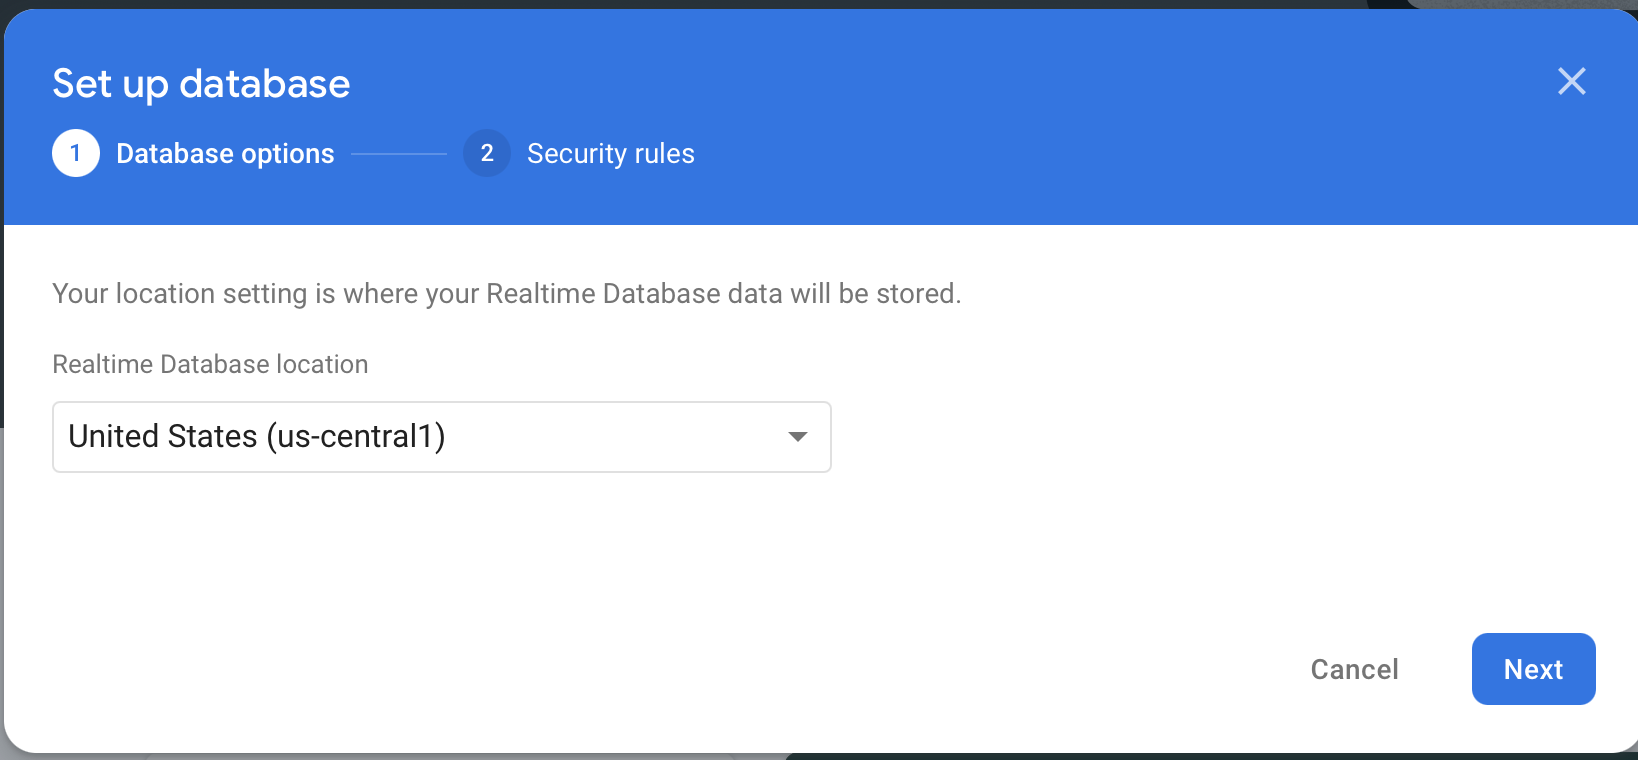 Set up database
1 Database options 2 Security rules
Your location setting is where your Realtime Database data will be stored.
Realtime Database location
United States (us-central1)
Cancel Next